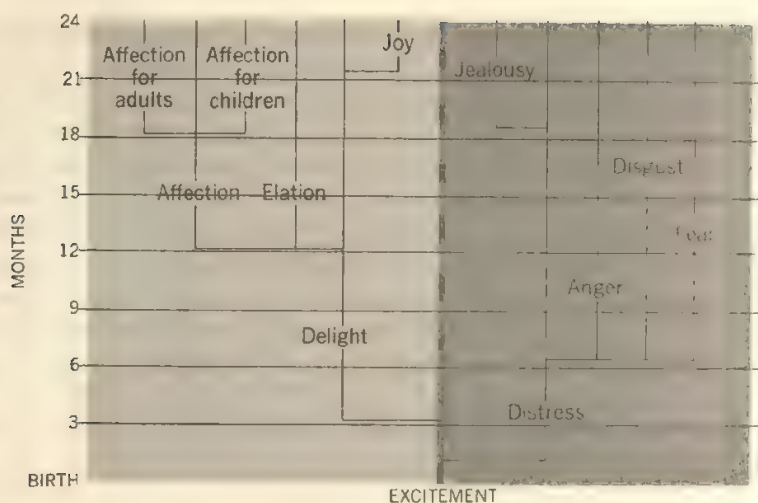 24
Affection
for
adults
Affection
for
children
Joy
Jealousy
21
18
Disgust
15
Affection
Elation
Fear
MONTHS
12
Anger
9
Delight
6
Distress
3
BIRTH
EXCITEMENT